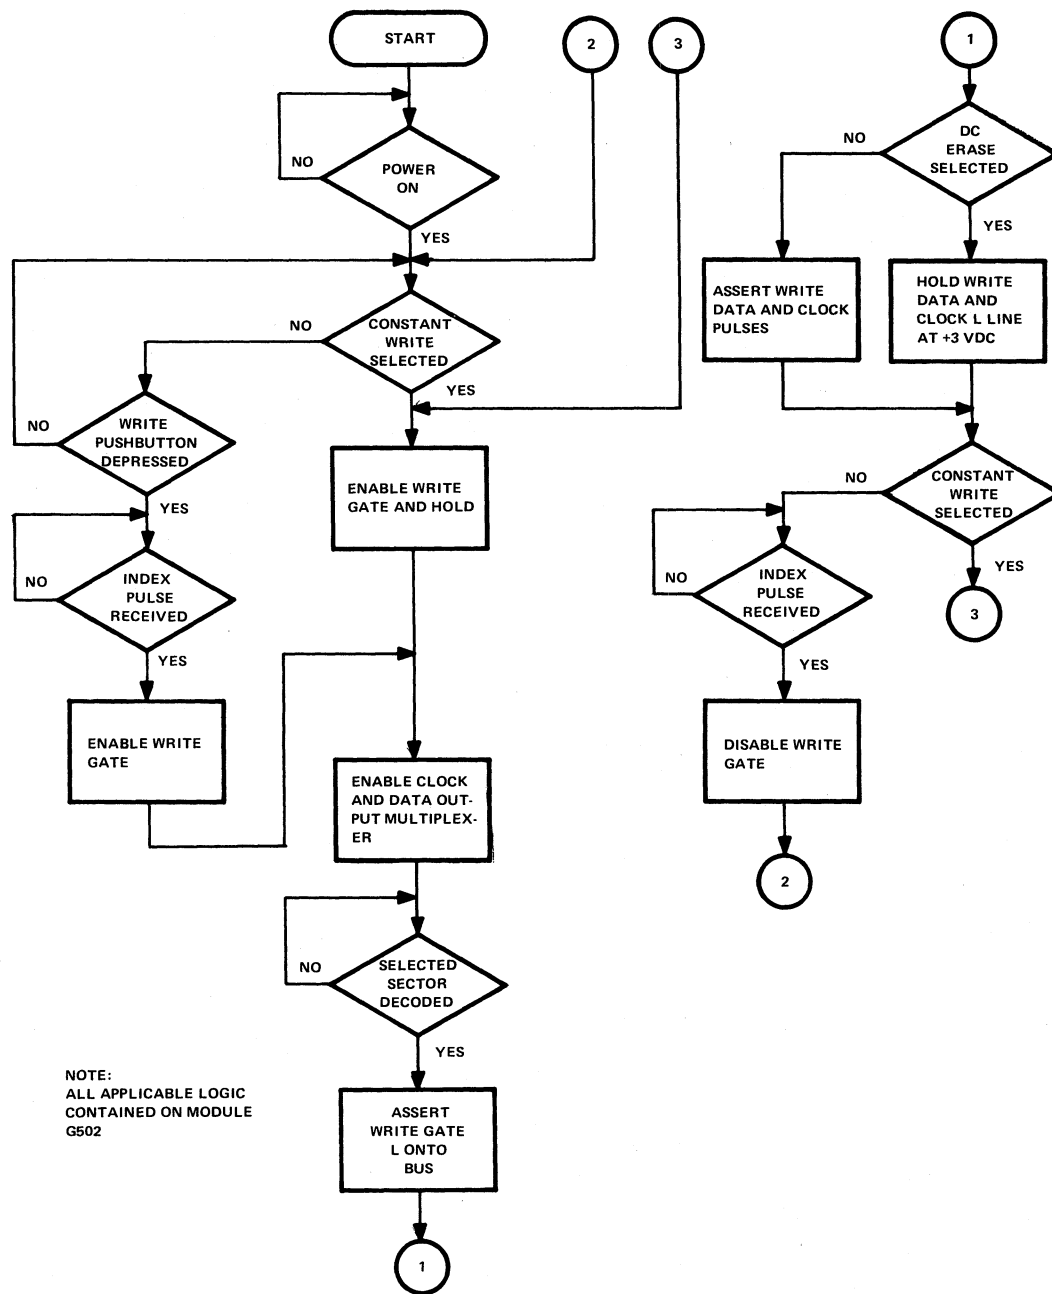 START
2
3
1
NO
POWER
ON
YES
NO
CONSTANT
WRITE
SELECTED
YES
NO
WRITE
PUSHBUTTON
DEPRESSED
YES
NO
INDEX
PULSE
RECEIVED
YES
ENABLE WRITE
GATE
ENABLE WRITE
GATE AND HOLD
ENABLE CLOCK
AND DATA OUT-
PUT MULTIPLEX-
ER
NO
SELECTED
SECTOR
DECODED
YES
ASSERT
WRITE GATE
L ONTO
BUS
1
NO
DC
ERASE
SELECTED
YES
ASSERT WRITE
DATA AND CLOCK
PULSES
HOLD WRITE
DATA AND
CLOCK L LINE
AT +3 VDC
NO
CONSTANT
WRITE
SELECTED
YES
3
NO
INDEX
PULSE
RECEIVED
YES
DISABLE WRITE
GATE
2
NOTE:
ALL APPLICABLE LOGIC
CONTAINED ON MODULE
G502